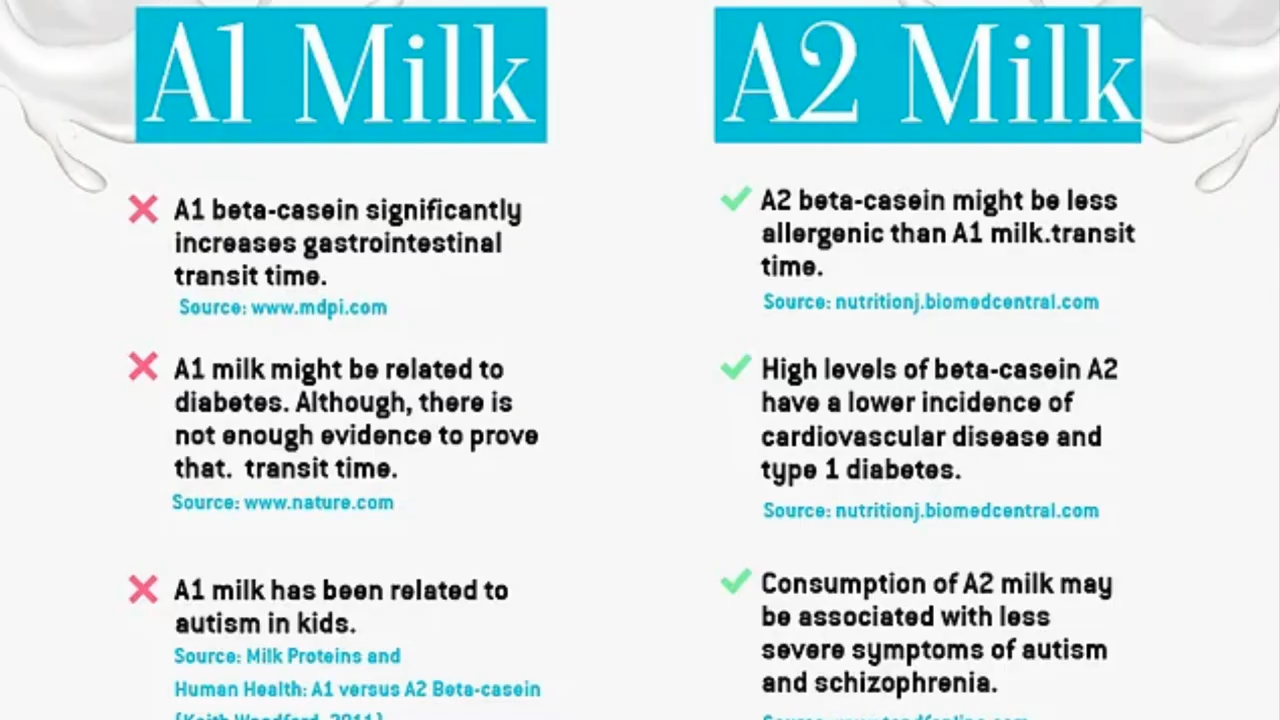 A1 Milk
A1 beta-casein significantly
increases gastrointestinal
transit time.
Source: www.mdpi.com
A1 milk might be related to
diabetes. Although, there is
not enough evidence to prove
that. transit time.
Source: www.nature.com
A1 milk has been related to
autism in kids.
Source: Milk Proteins and
Human Health: A1 versus A2 Beta-casein
A2 Milk
A2 beta-casein might be less
allergenic than A1 milk.transit
time.
Source: nutritionj.biomedcentral.com
High levels of beta-casein A2
have a lower incidence of
cardiovascular disease and
type 1 diabetes.
Source: nutritionj.biomedcentral.com
Consumption of A2 milk may
be associated with less
severe symptoms of autism
and schizophrenia.